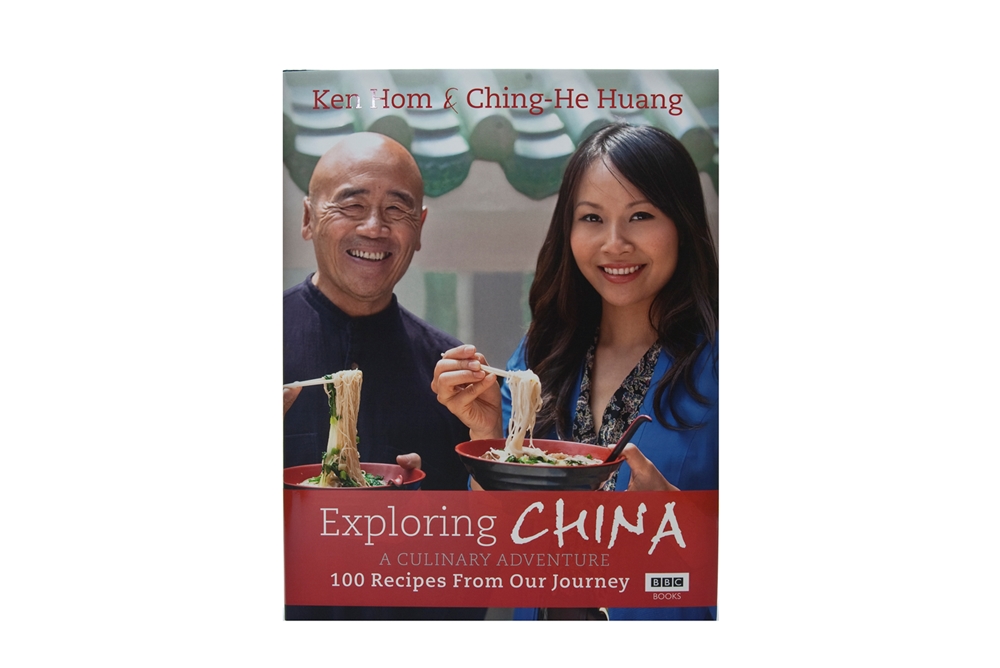 Ken Hom & Ching-He Huang
Exploring CHINA
A CULINARY ADVENTURE
100 Recipes From Our Journey
BBC
BOOKS